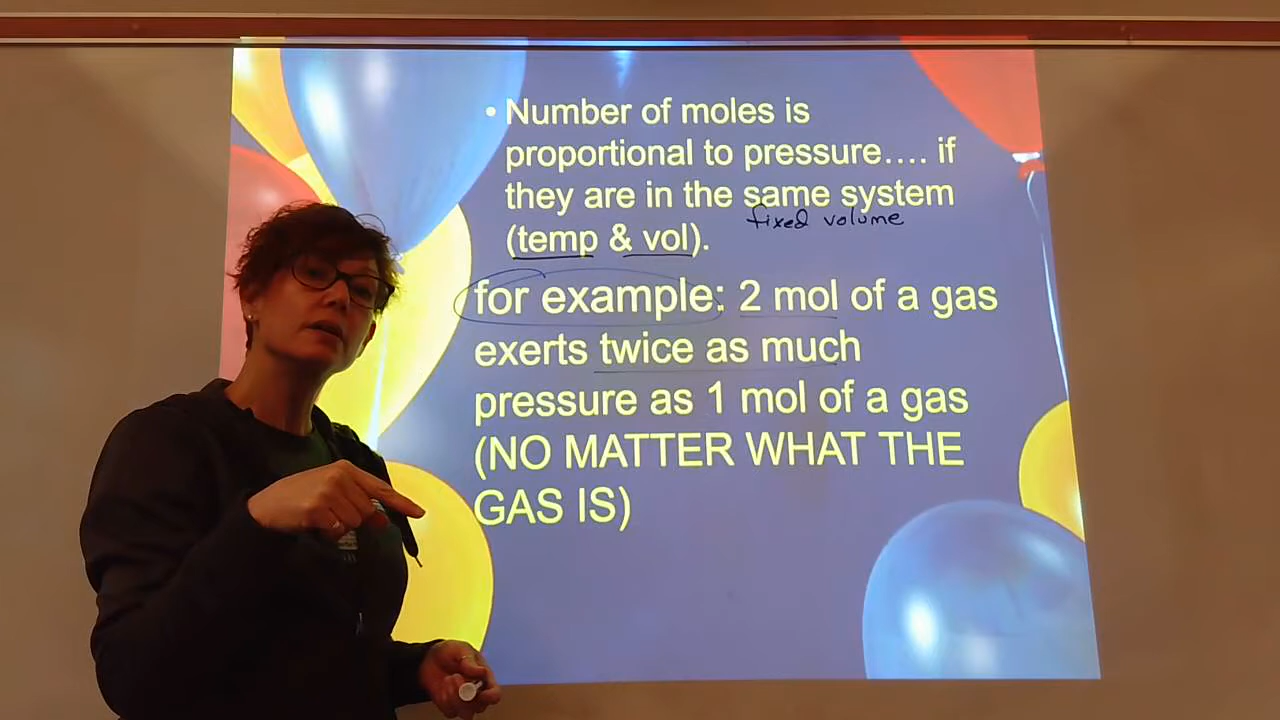 • Number of moles is
proportional to pressure…. if
they are in the same system
fixed volume
(temp & vol).
for example: 2 mol of a gas
exerts twice as much
pressure as 1 mol of a gas
(NO MATTER WHAT THE
GAS IS)